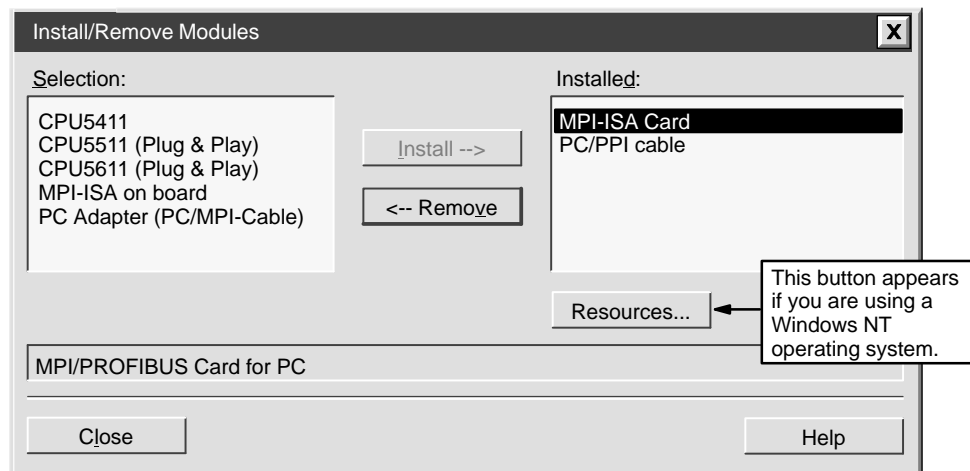 Install/Remove Modules
X
Selection:
CPU5411
CPU5511 (Plug & Play)
CPU5611 (Plug & Play)
MPI-ISA on board
PC Adapter (PC/MPI-Cable)
Install -->
<-- Remove
Installed:
MPI-ISA Card
PC/PPI cable
Resources...
This button appears
if you are using a
Windows NT
operating system.
MPI/PROFIBUS Card for PC
Close
Help